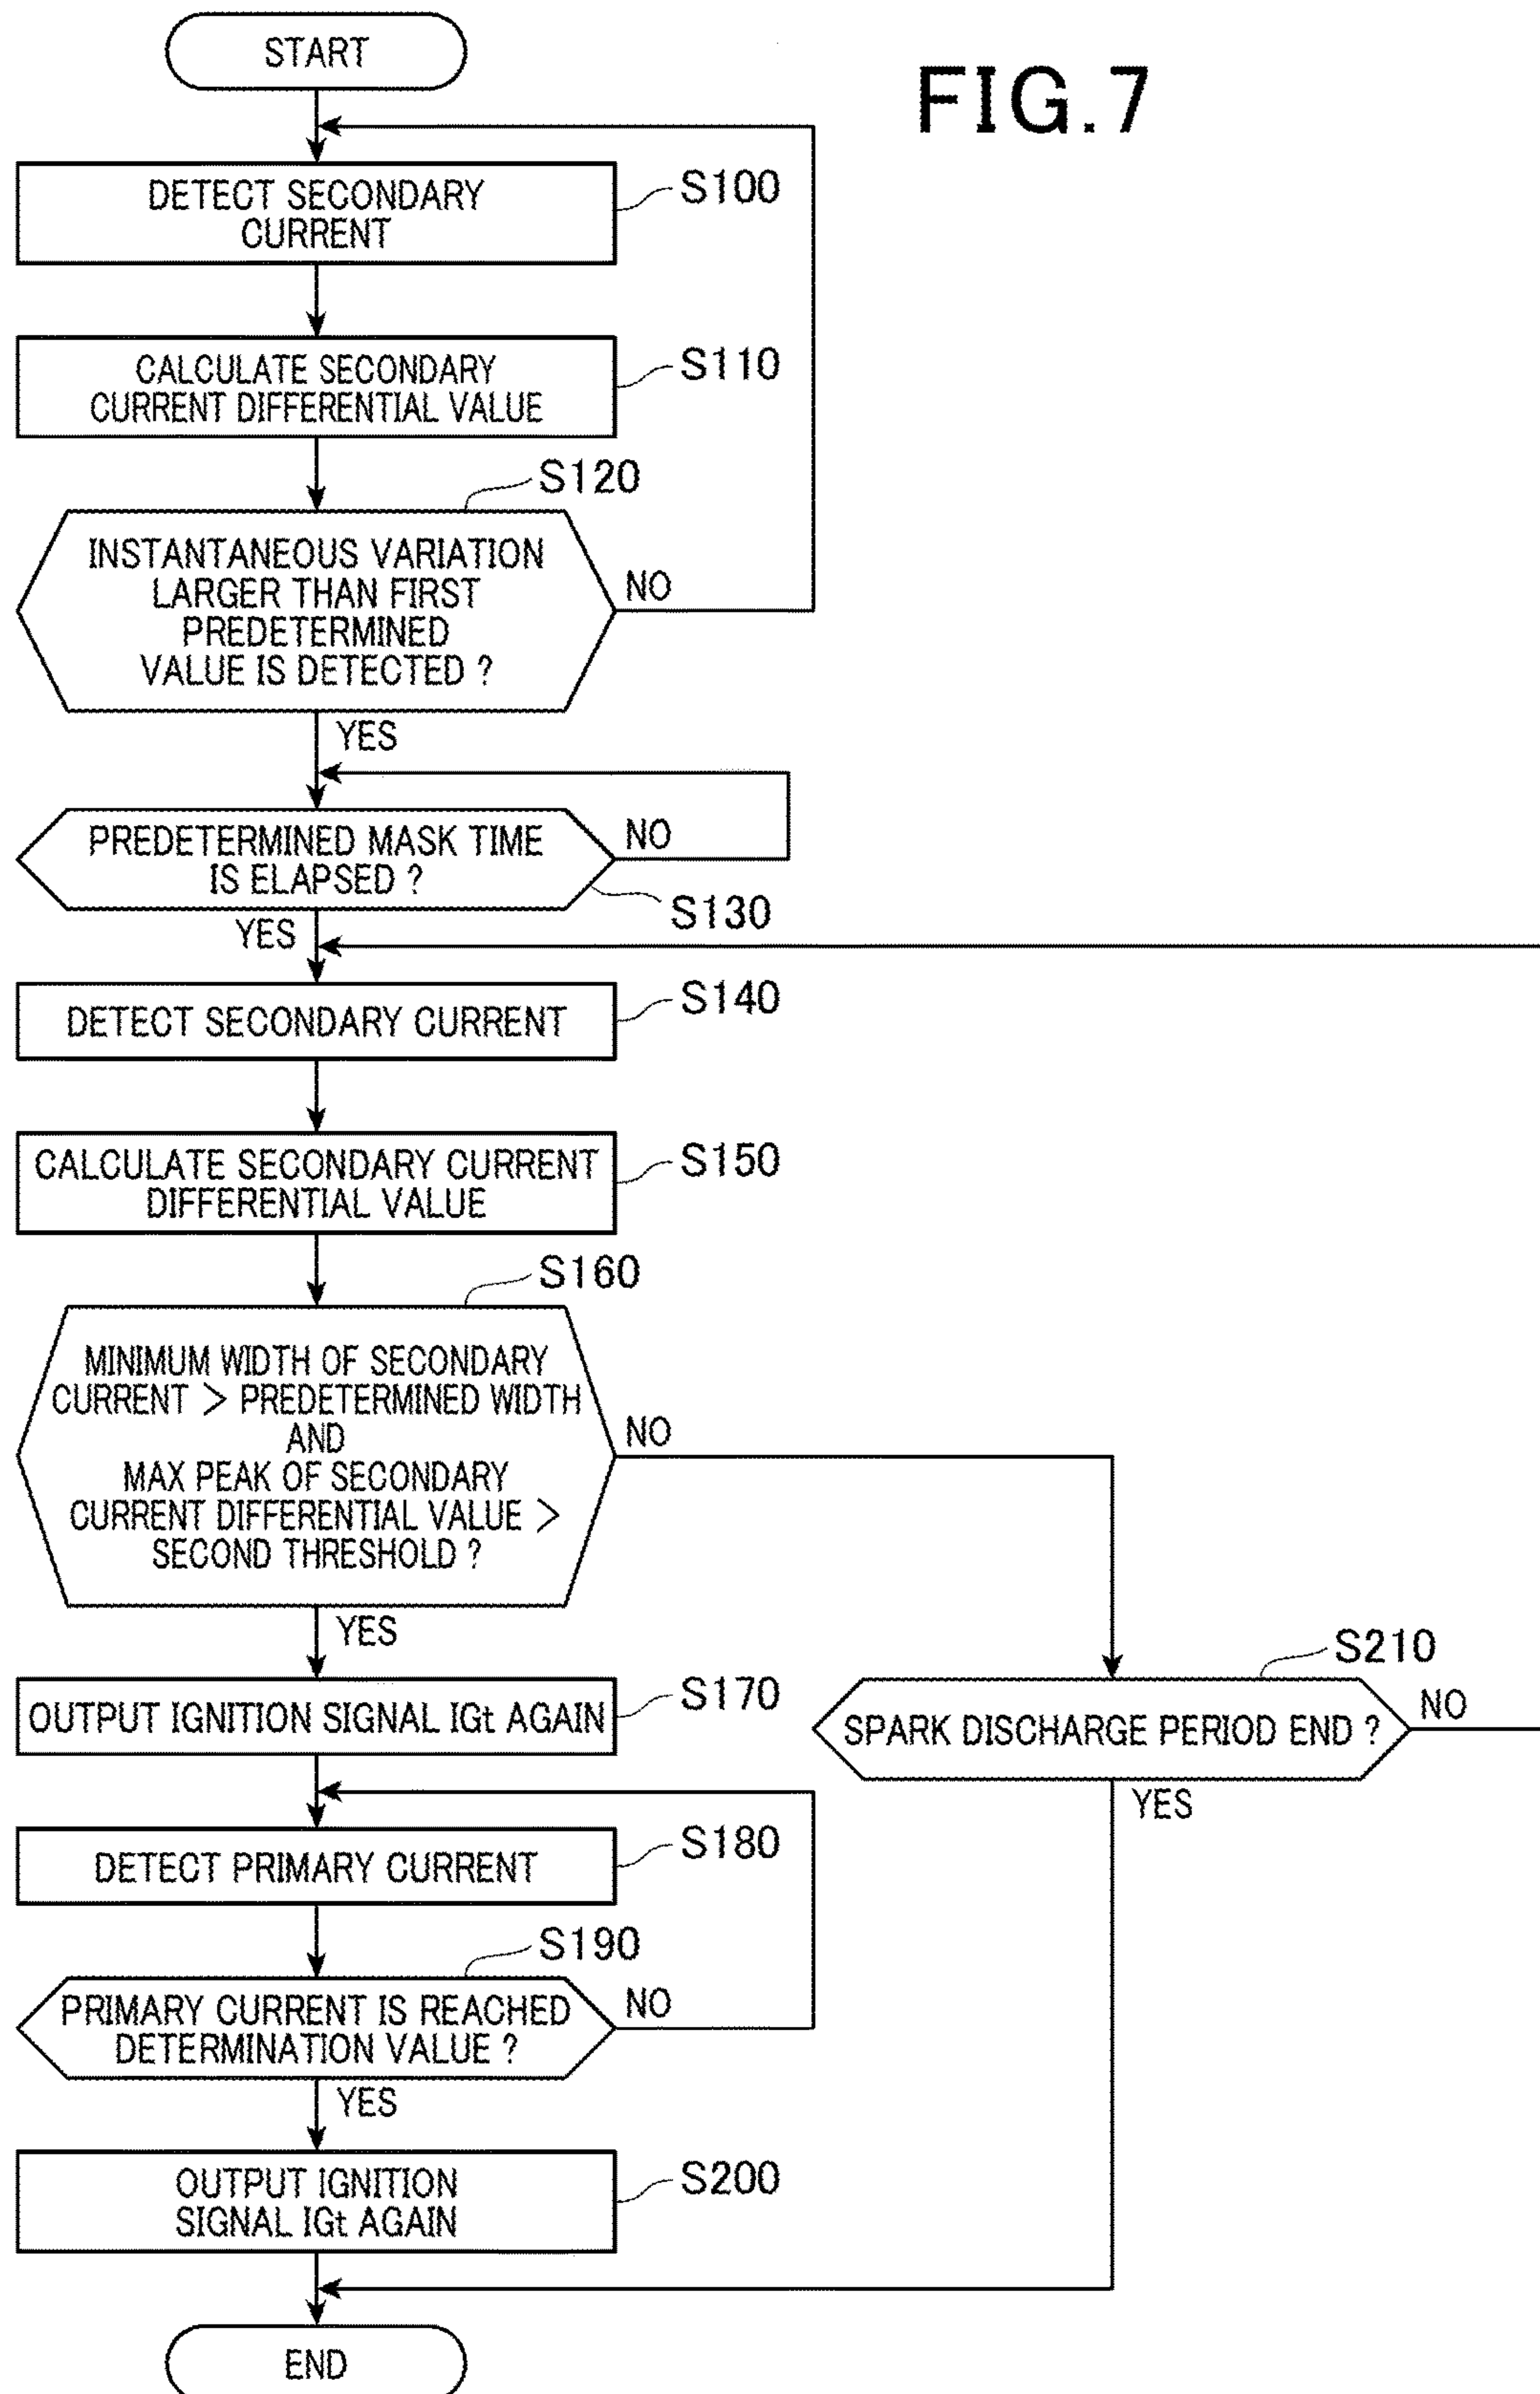 START
FIG.7
DETECT SECONDARY
CURRENT
S100
CALCULATE SECONDARY
CURRENT DIFFERENTIAL VALUE
S110
S120
INSTANTANEOUS VARIATION
LARGER THAN FIRST
PREDETERMINED
VALUE IS DETECTED ?
NO
YES
PREDETERMINED MASK TIME
IS ELAPSED ?
NO
S130
YES
DETECT SECONDARY CURRENT
S140
CALCULATE SECONDARY CURRENT
DIFFERENTIAL VALUE
S150
S160
MINIMUM WIDTH OF SECONDARY
CURRENT > PREDETERMINED WIDTH
AND
MAX PEAK OF SECONDARY
CURRENT DIFFERENTIAL VALUE >
SECOND THRESHOLD ?
NO
YES
OUTPUT IGNITION SIGNAL IGt AGAIN
S170
S210
SPARK DISCHARGE PERIOD END ?
NO
YES
DETECT PRIMARY CURRENT
S180
S190
PRIMARY CURRENT IS REACHED
DETERMINATION VALUE ?
NO
YES
OUTPUT IGNITION
SIGNAL IGt AGAIN
S200
END